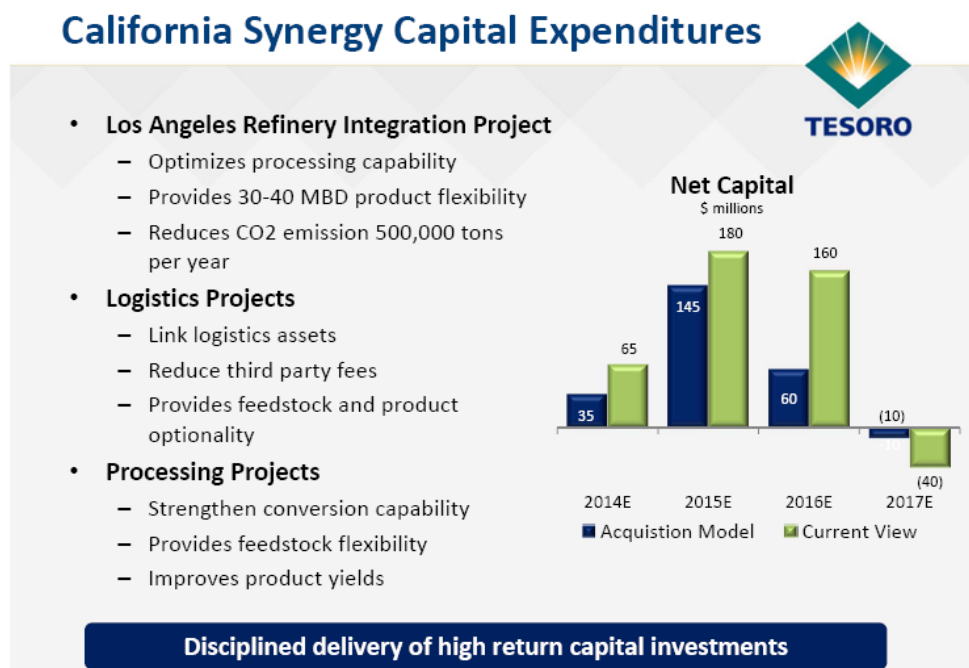 California Synergy Capital Expenditures
TESORO
• Los Angeles Refinery Integration Project
– Optimizes processing capability
– Provides 30-40 MBD product flexibility
– Reduces CO2 emission 500,000 tons
per year
• Logistics Projects
– Link logistics assets
– Reduce third party fees
– Provides feedstock and product
optionality
• Processing Projects
– Strengthen conversion capability
– Provides feedstock flexibility
– Improves product yields
Net Capital
$ millions
180
160
145
65
35
60
(10)
10
(40)
2014E 2015E 2016E 2017E
Acquistion Model Current View
Disciplined delivery of high return capital investments